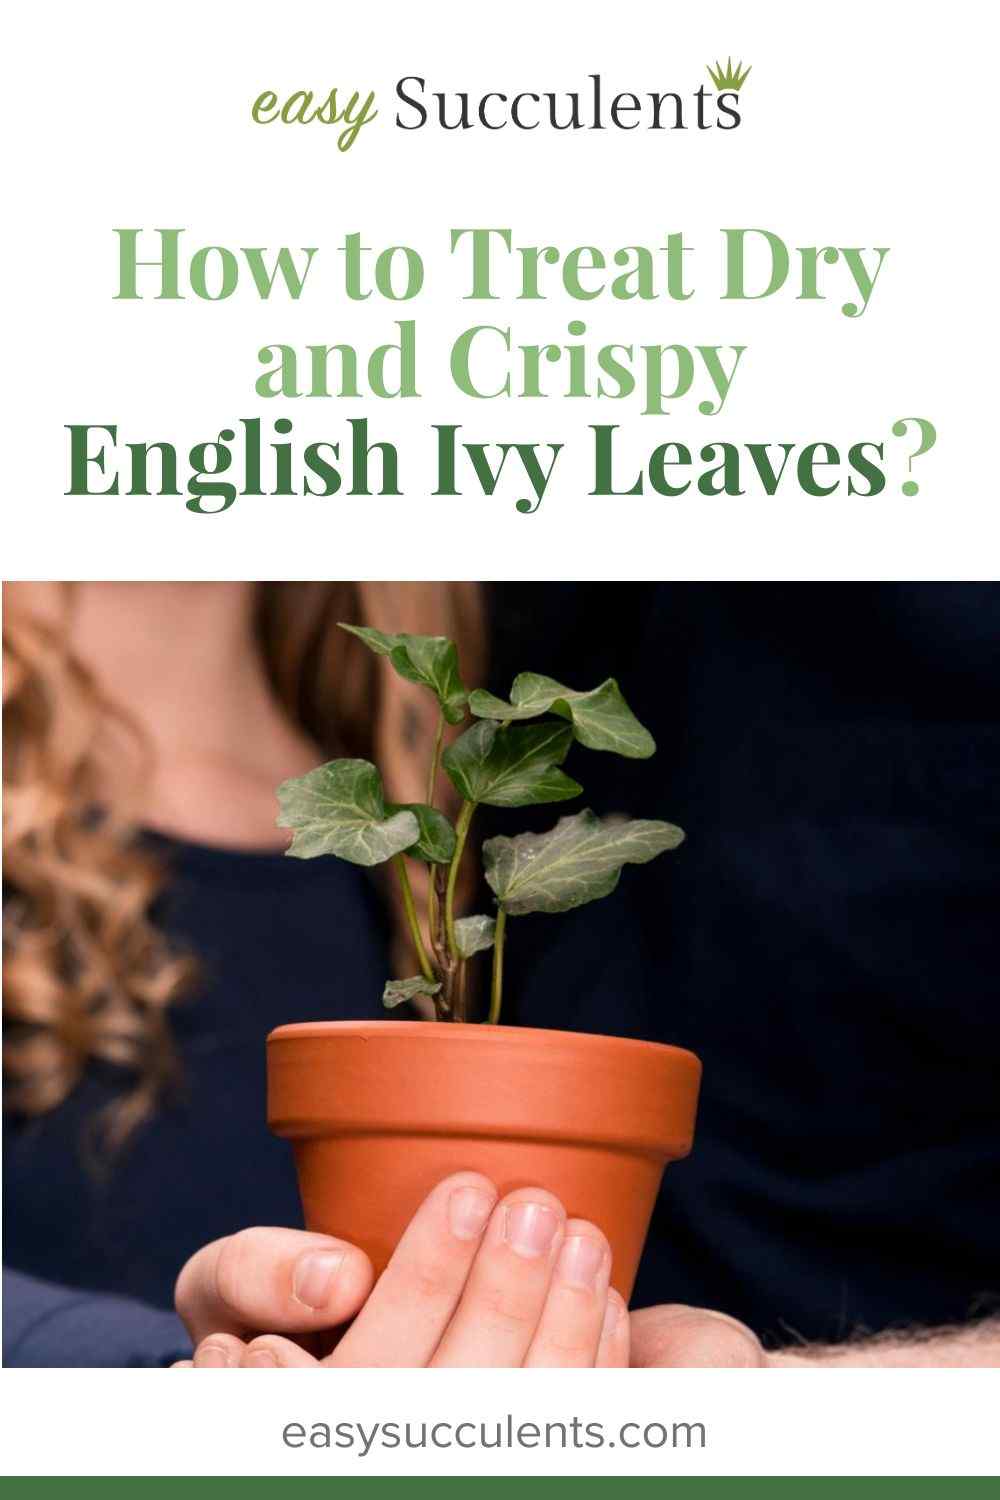 easy Succulents
How to Treat Dry
and Crispy
English Ivy Leaves?
easysucculents.com